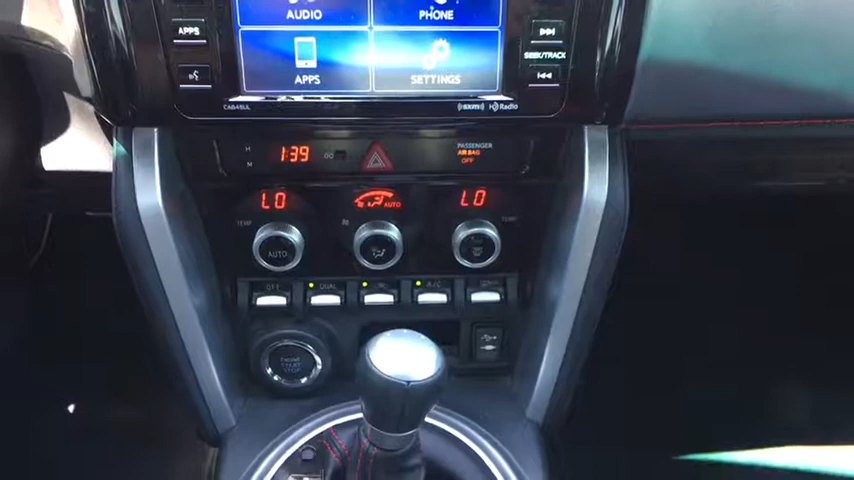 APPS
AUDIO
PHONE
SEEK/TRACK
APPS
SETTINGS
((SXM))
HD Radio
H
M
1:39
PASSENGER
AIR BAG
OFF
LO
AUTO
LO
TEMP
TEMP
AUTO
OFF
DUAL
A/C
ENGINE
START
STOP